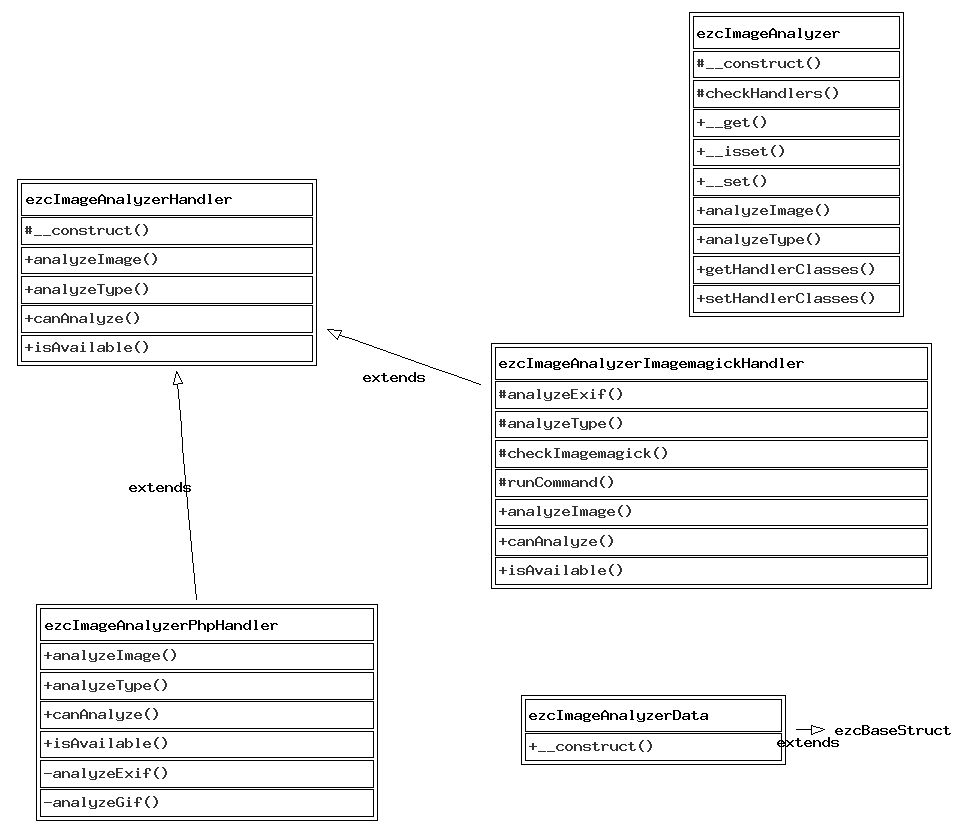 ezcImageAnalyzer
#__construct()
#checkHandlers()
+__get()
+__isset()
+__set()
+analyzeImage()
+analyzeType()
+getHandlerClasses()
+setHandlerClasses()
ezcImageAnalyzerHandler
#__construct()
+analyzeImage()
+analyzeType()
+canAnalyze()
+isAvailable()
extends
ezcImageAnalyzerImagemagickHandler
#analyzeExif()
#analyzeType()
#checkImagemagick()
#runCommand()
+analyzeImage()
+canAnalyze()
+isAvailable()
extends
ezcImageAnalyzerPhpHandler
+analyzeImage()
+analyzeType()
+canAnalyze()
+isAvailable()
-analyzeExif()
-analyzeGif()
ezcImageAnalyzerData
+__construct()
extends
ezcBaseStruct